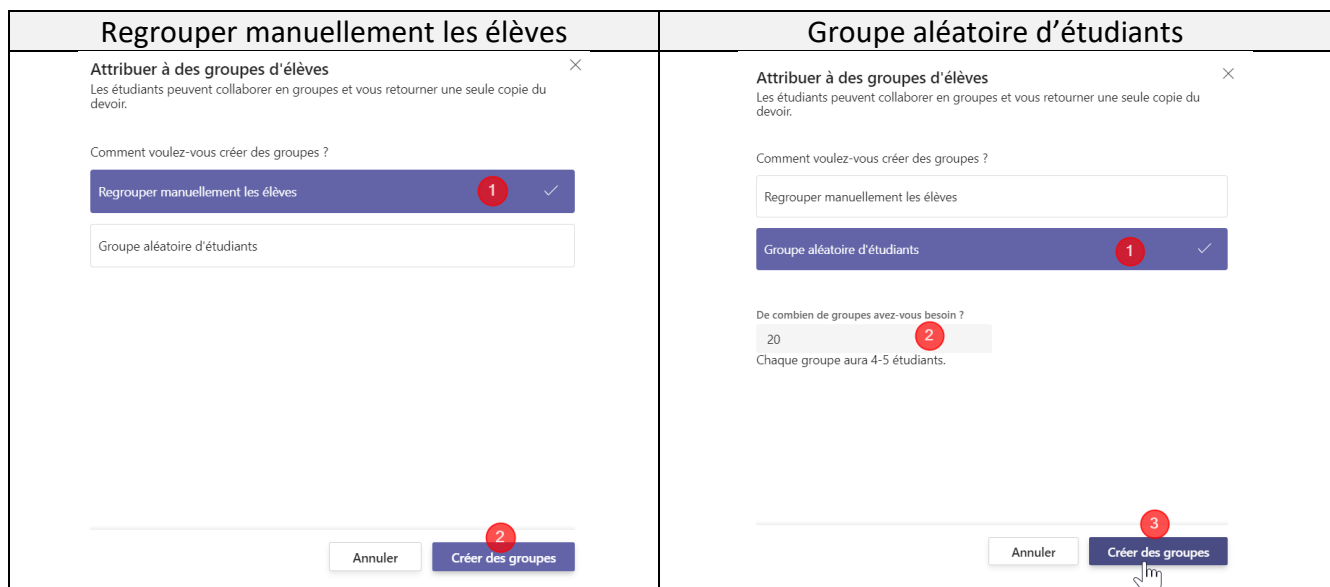 Regrouper manuellement les élèves
Attribuer à des groupes d'élèves
Les étudiants peuvent collaborer en groupes et vous retourner une seule copie du
devoir.
Comment voulez-vous créer des groupes ?
Regrouper manuellement les élèves
1
Groupe aléatoire d'étudiants
2
Annuler
Créer des groupes
Groupe aléatoire d’étudiants
Attribuer à des groupes d'élèves
Les étudiants peuvent collaborer en groupes et vous retourner une seule copie du
devoir.
Comment voulez-vous créer des groupes ?
Regrouper manuellement les élèves
Groupe aléatoire d'étudiants
1
De combien de groupes avez-vous besoin ?
20
2
Chaque groupe aura 4-5 étudiants.
3
Annuler
Créer des groupes